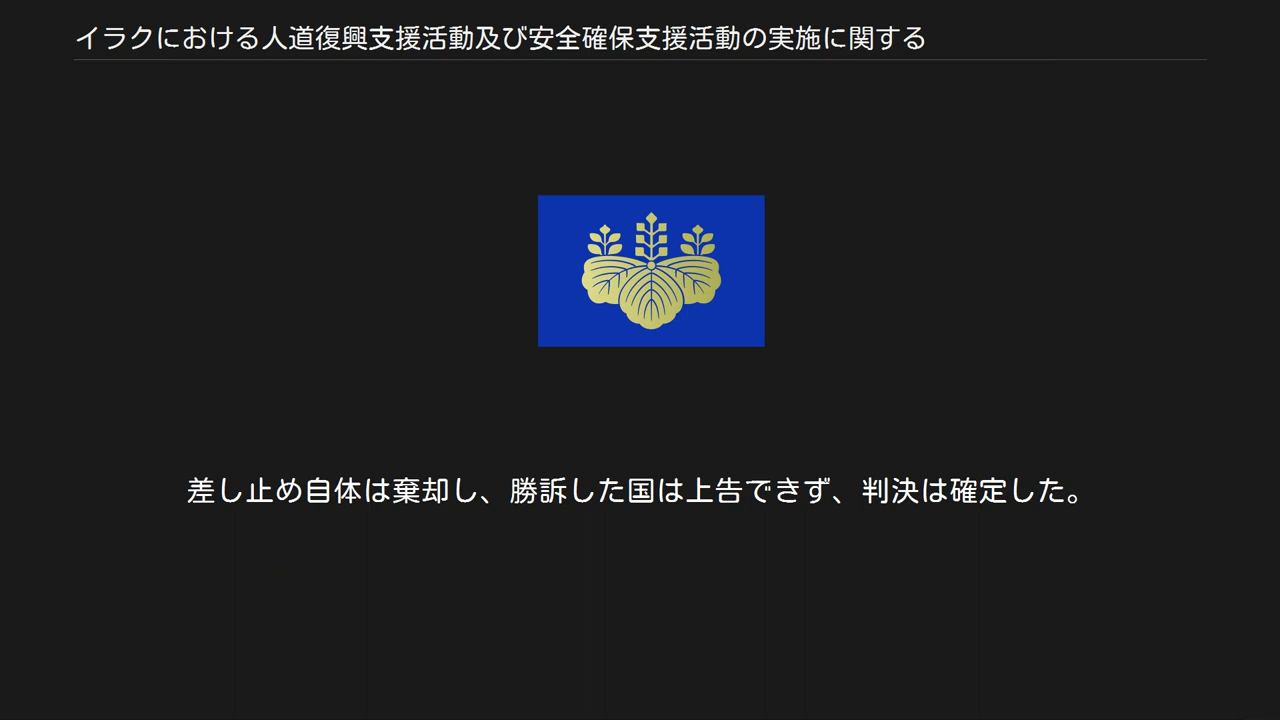 イラクにおける人道復興支援活動及び安全確保支援活動の実施に関する
差し止め自体は棄却し、勝訴した国は上告できず、判決は確定した。